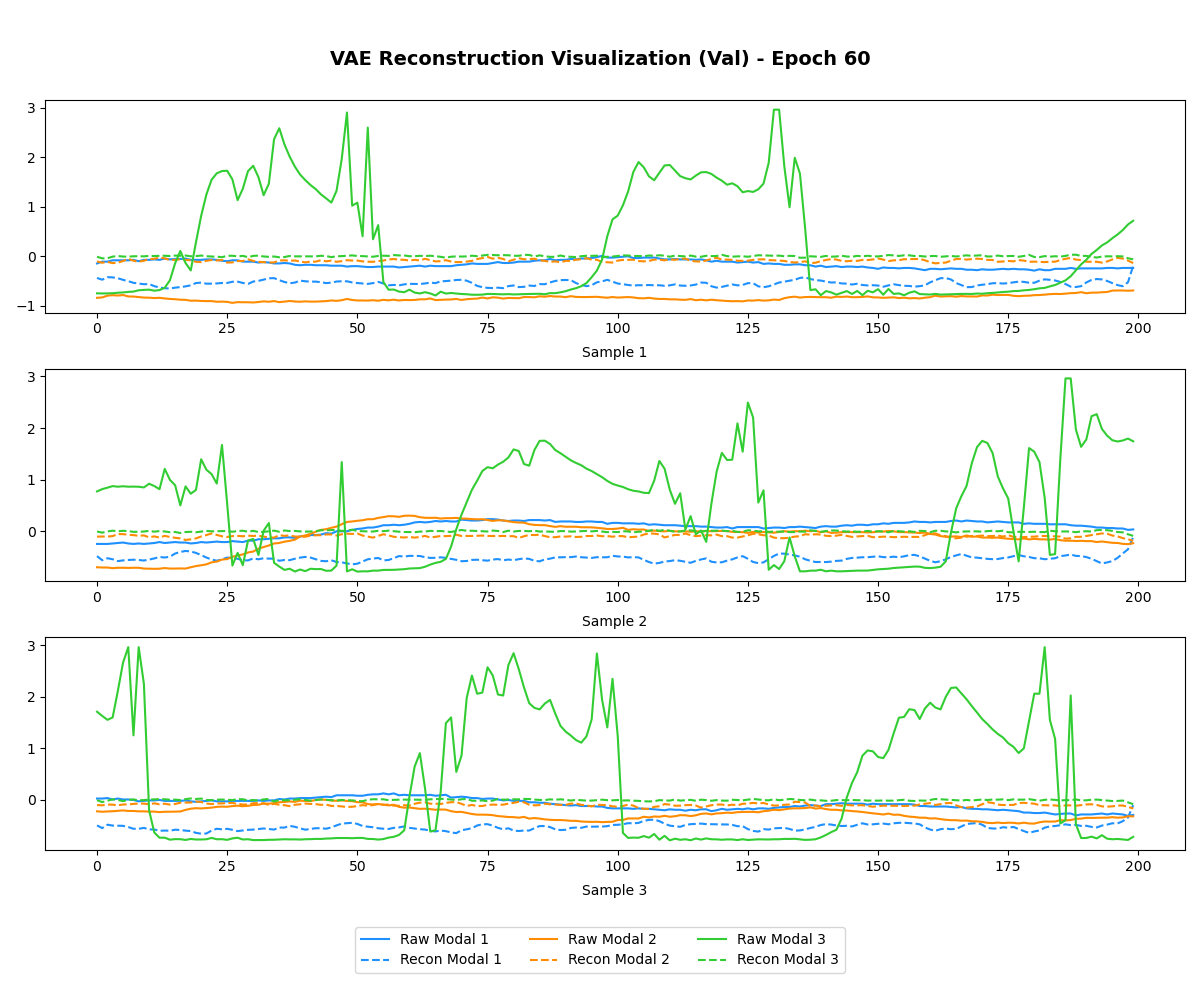 VAE Reconstruction Visualization (Val) - Epoch 60
3
2
1
0
−1
0 25 50 75 100 125 150 175 200
Sample 1
3
2
1
0
0 25 50 75 100 125 150 175 200
Sample 2
3
2
1
0
0 25 50 75 100 125 150 175 200
Sample 3
Raw Modal 1 Raw Modal 2 Raw Modal 3
Recon Modal 1 Recon Modal 2 Recon Modal 3